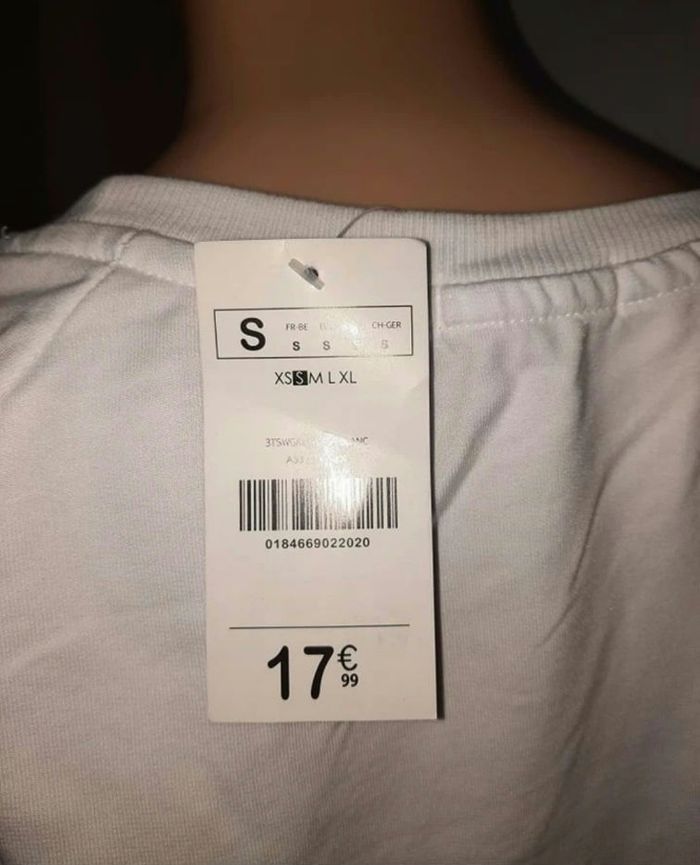 S FR-BE CH-GER
S S S
XS S M L XL
0184669022020
17€99